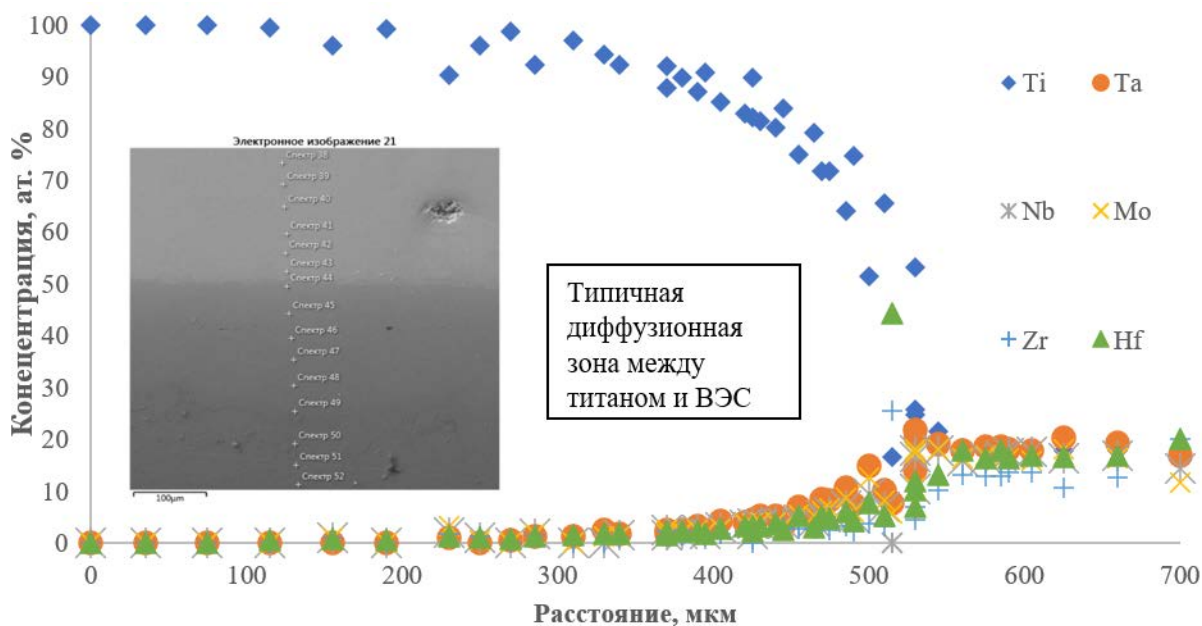 100
90
80
70
60
50
40
30
20
10
0
Конецентрация, ат. %
Электронное изображение 21
Спектр 38
Спектр 39
Спектр 40
Спектр 41
Спектр 42
Спектр 43
Спектр 44
Спектр 45
Спектр 46
Спектр 47
Спектр 48
Спектр 49
Спектр 50
Спектр 51
Спектр 52
100μm
Типичная
диффузионная
зона между
титаном и ВЭС
Ti Ta
Nb Mo
Zr Hf
0 100 200 300 400 500 600 700
Расстояние, мкм